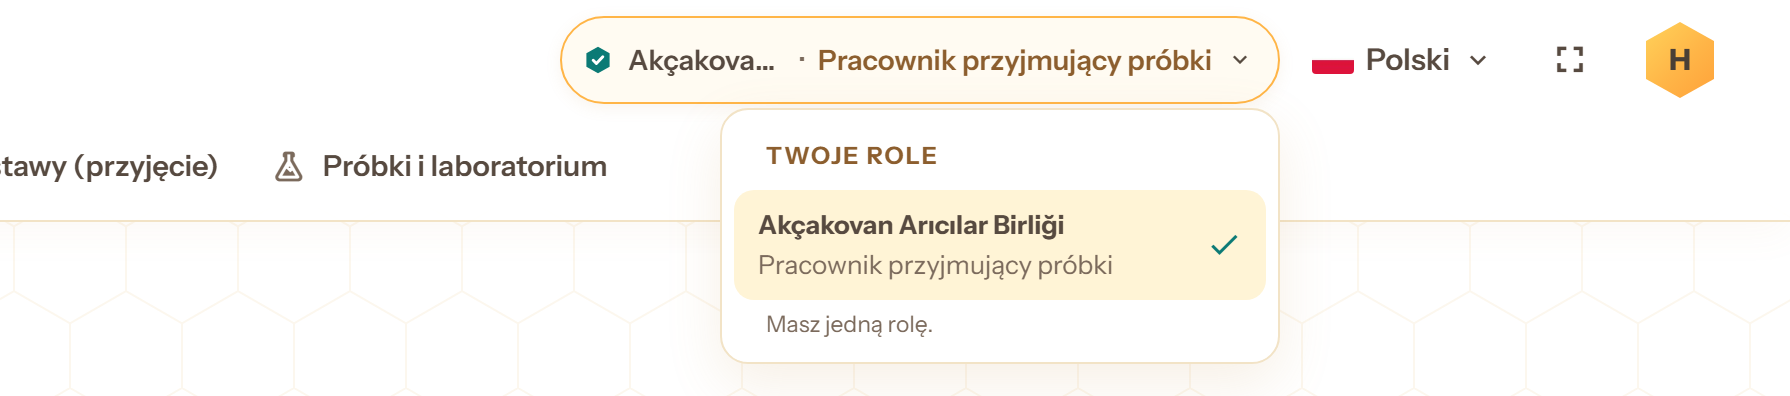 Akçakova... · Pracownik przyjmujący próbki
Polski
H
stawy (przyjęcie)
Próbki i laboratorium
TWOJE ROLE
Akçakovan Arıcılar Birliği
Pracownik przyjmujący próbki
Masz jedną rolę.